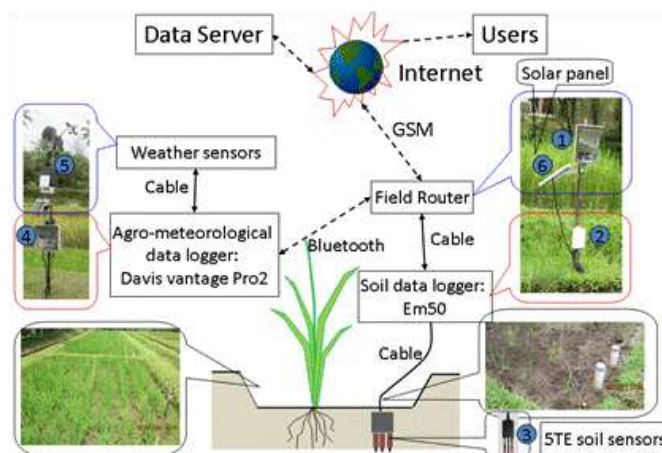 Data Server
Users
Internet
Solar panel
GSM
1
5
Weather sensors
6
Cable
Field Router
4
Agro-meteorological
data logger:
Davis vantage Pro2
Bluetooth
Cable
2
Soil data logger:
Em50
Cable
3
5TE soil sensors